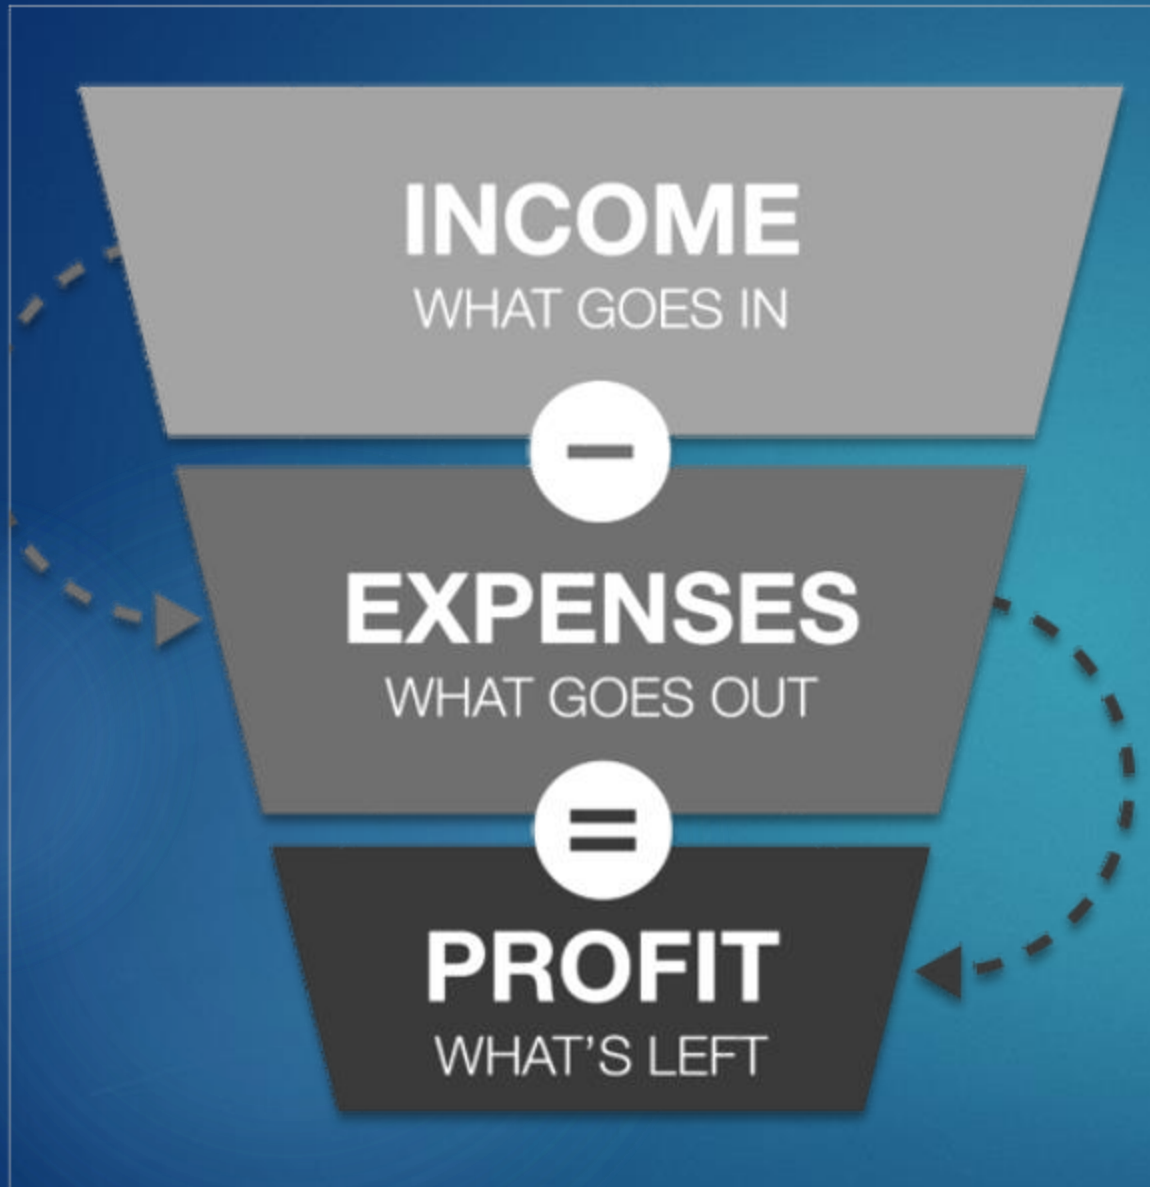 INCOME
WHAT GOES IN
−
EXPENSES
WHAT GOES OUT
=
PROFIT
WHAT'S LEFT